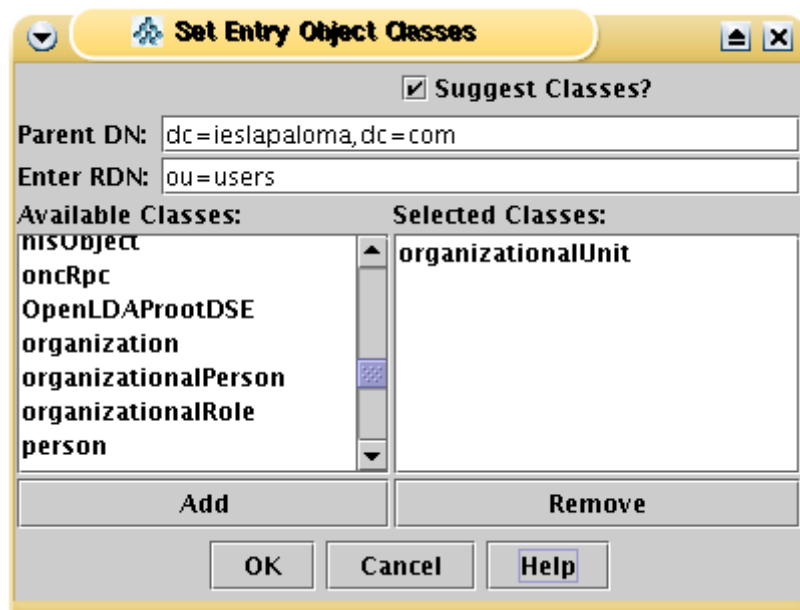 Set Entry Object Classes
Suggest Classes?
Parent DN: dc=ieslapaloma,dc=com
Enter RDN: ou=users
Available Classes: Selected Classes:
nisObject
organizationalUnit
oncRpc
OpenLDAProotDSE
organization
organizationalPerson
organizationalRole
person
Add Remove
OK Cancel Help